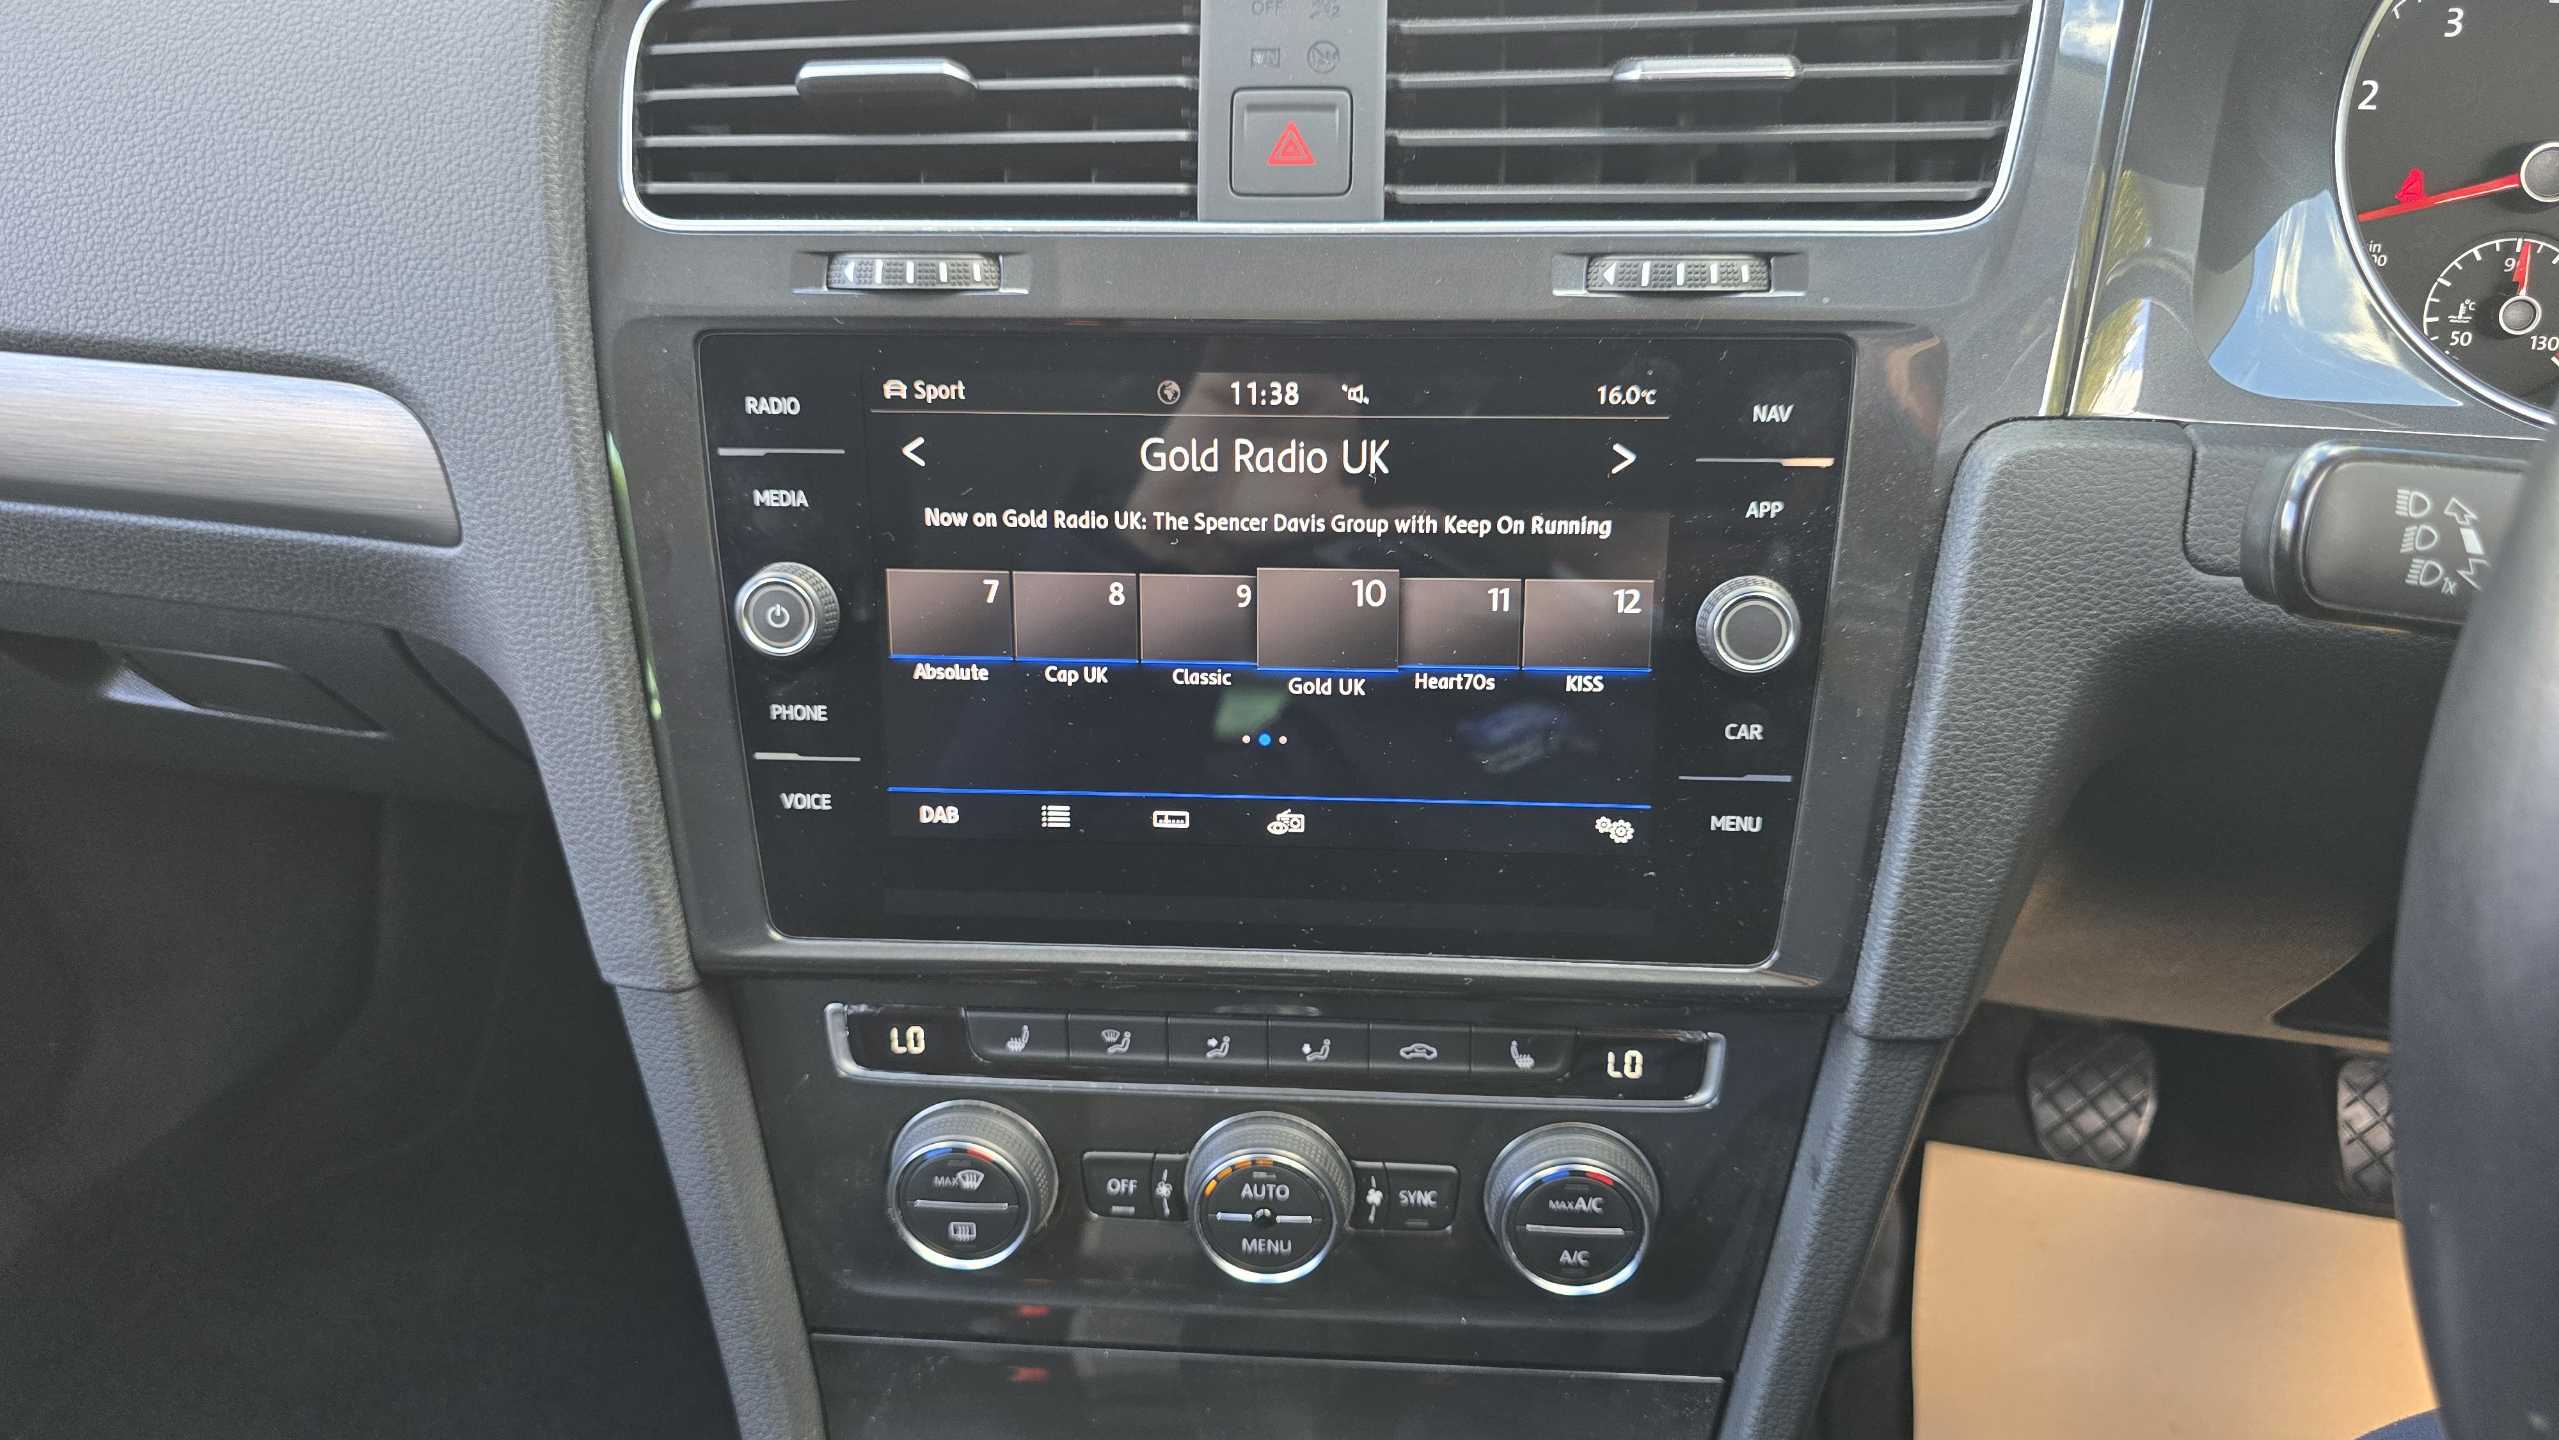 OFF
3
2
RADIO
MEDIA
PHONE
VOICE
Sport
11:38
16.0°C
Gold Radio UK
Now on Gold Radio UK: The Spencer Davis Group with Keep On Running
7 8 9 10 11 12
Absolute Cap UK Classic Gold UK Heart70s KISS
DAB
NAV
APP
CAR
MENU
°C
50
130
1x
LO
LO
MAX
OFF
AUTO
MENU
SYNC
MAX A/C
A/C